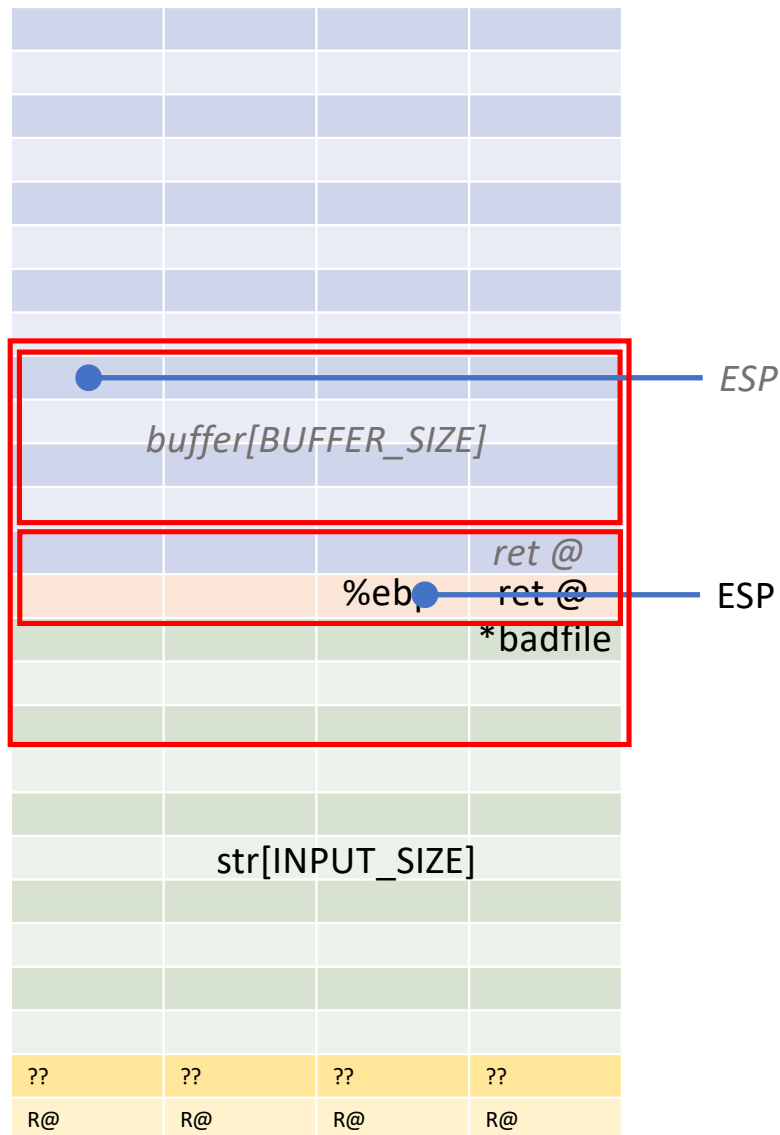 ESP
buffer[BUFFER_SIZE]
ret @
%ebp ret @ ESP
*badfile
str[INPUT_SIZE]
?? ?? ?? ??
R@ R@ R@ R@